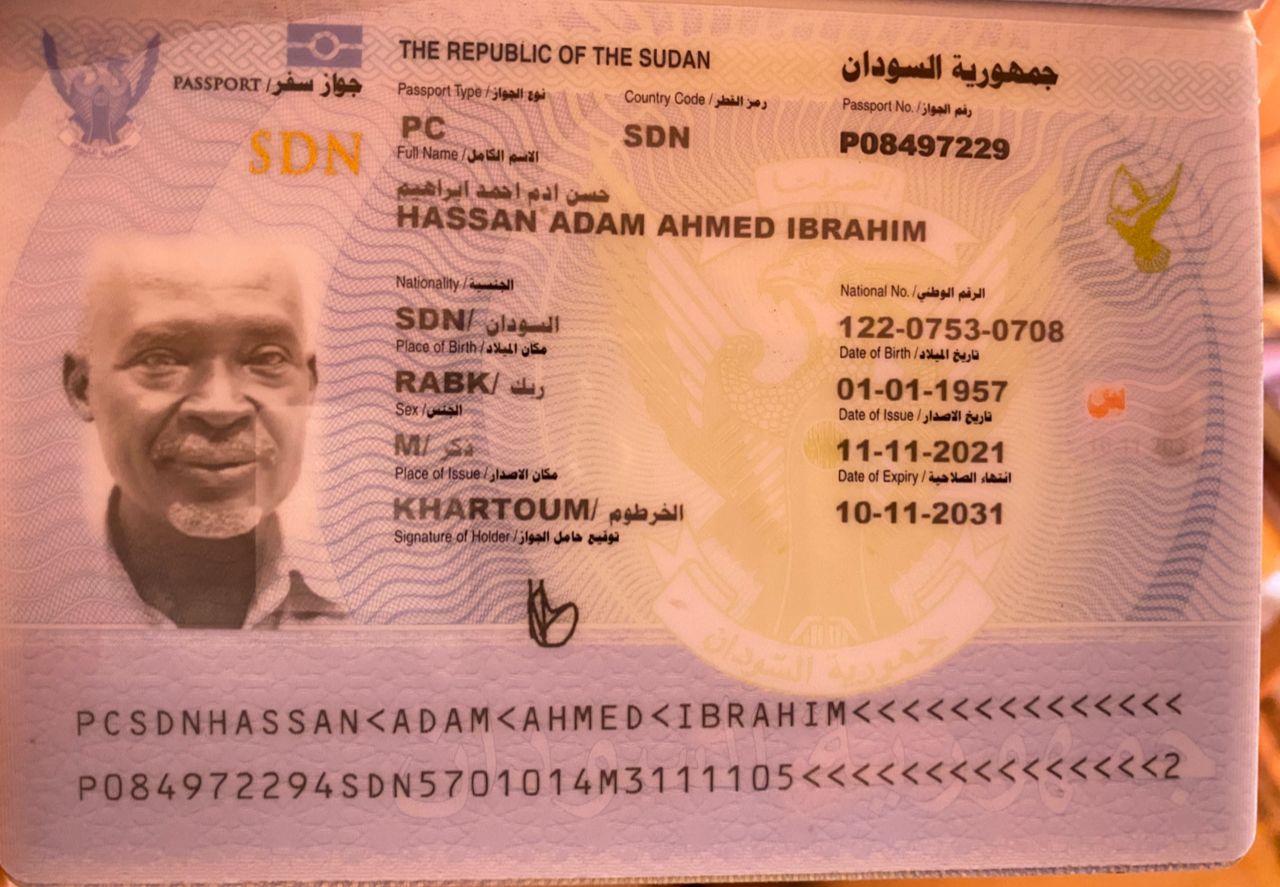 THE REPUBLIC OF THE SUDAN
جمهورية السودان
PASSPORT / جواز سفر
Passport Type / نوع الجواز
Country Code / رمز القطر
Passport No. / رقم الجواز
SDN
PC
SDN
P08497229
Full Name / الاسم الكامل
حسن ادم احمد ابراهيم
HASSAN ADAM AHMED IBRAHIM
Nationality / الجنسية
National No. / الرقم الوطني
SDN/ السودان
122-0753-0708
Place of Birth / مكان الميلاد
Date of Birth / تاريخ الميلاد
RABK/ ربك
01-01-1957
Sex / الجنس
Date of Issue / تاريخ الاصدار
س
M/ ذكر
11-11-2021
Place of Issue / مكان الاصدار
Date of Expiry / انتهاء الصلاحية
KHARTOUM/ الخرطوم
10-11-2031
Signature of Holder / توقيع حامل الجواز
جمهورية السودان
PCSDNHASSAN<ADAM<AHMED<IBRAHIM<<<<<<<<<<<<<<
P084972294SDN5701014M3111105<<<<<<<<<<<<<<<2
جمهورية السودان